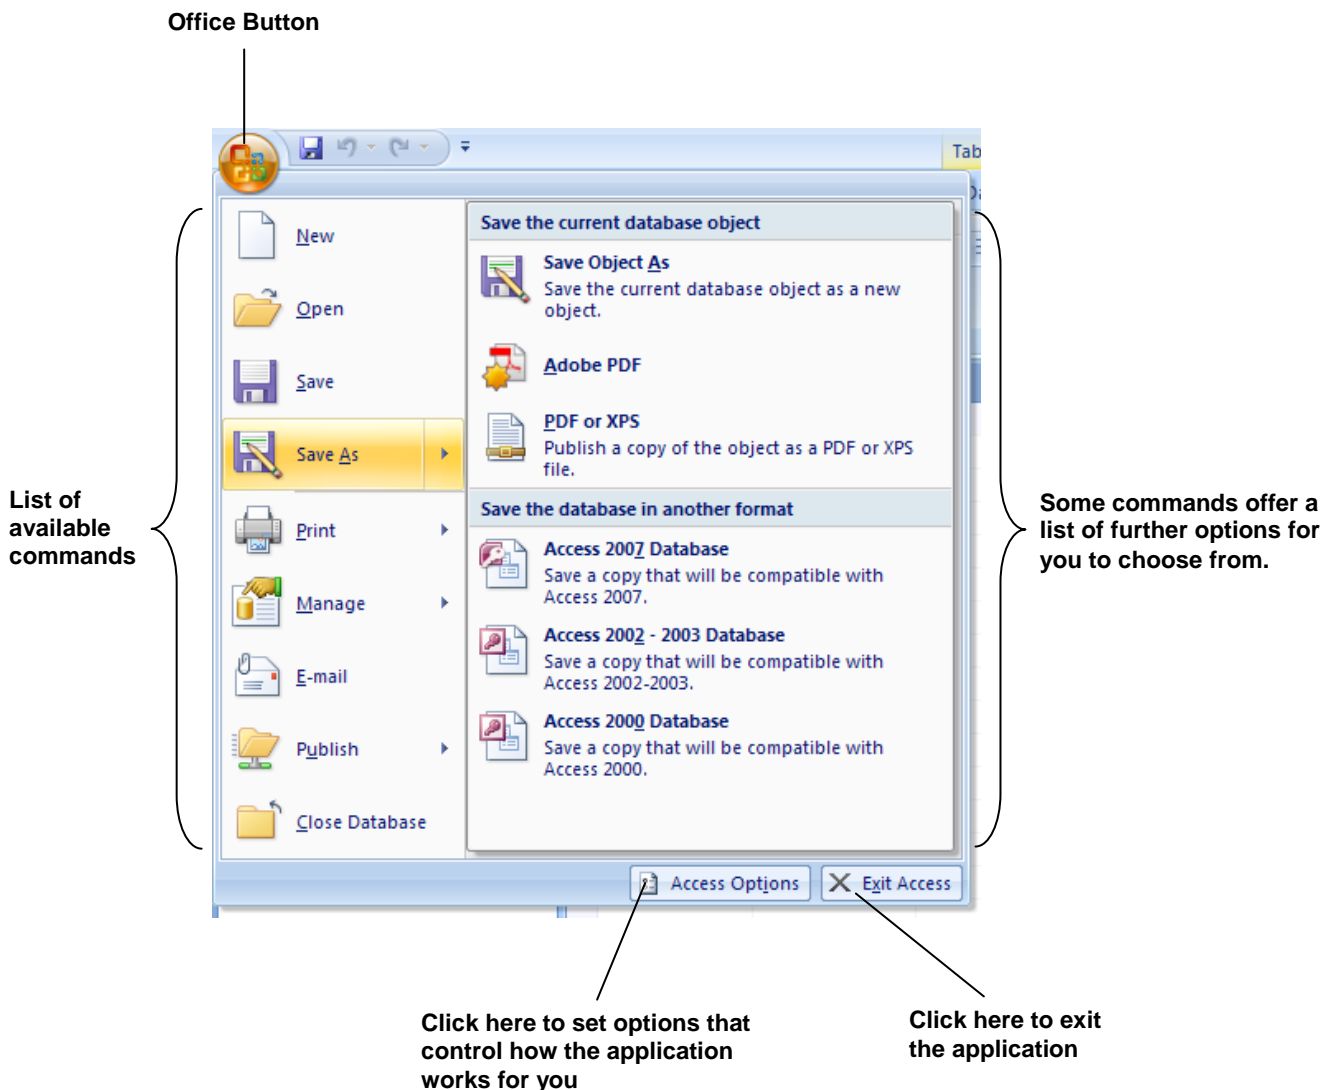 Office Button
Tab
New
Open
Save
Save As
Print
Manage
E-mail
Publish
Close Database
Save the current database object
Save Object As
Save the current database object as a new
object.
Adobe PDF
PDF or XPS
Publish a copy of the object as a PDF or XPS
file.
Save the database in another format
Access 2007 Database
Save a copy that will be compatible with
Access 2007.
Access 2002 - 2003 Database
Save a copy that will be compatible with
Access 2002-2003.
Access 2000 Database
Save a copy that will be compatible with
Access 2000.
Access Options
Exit Access
List of
available
commands
Some commands offer a
list of further options for
you to choose from.
Click here to set options that
control how the application
works for you
Click here to exit
the application